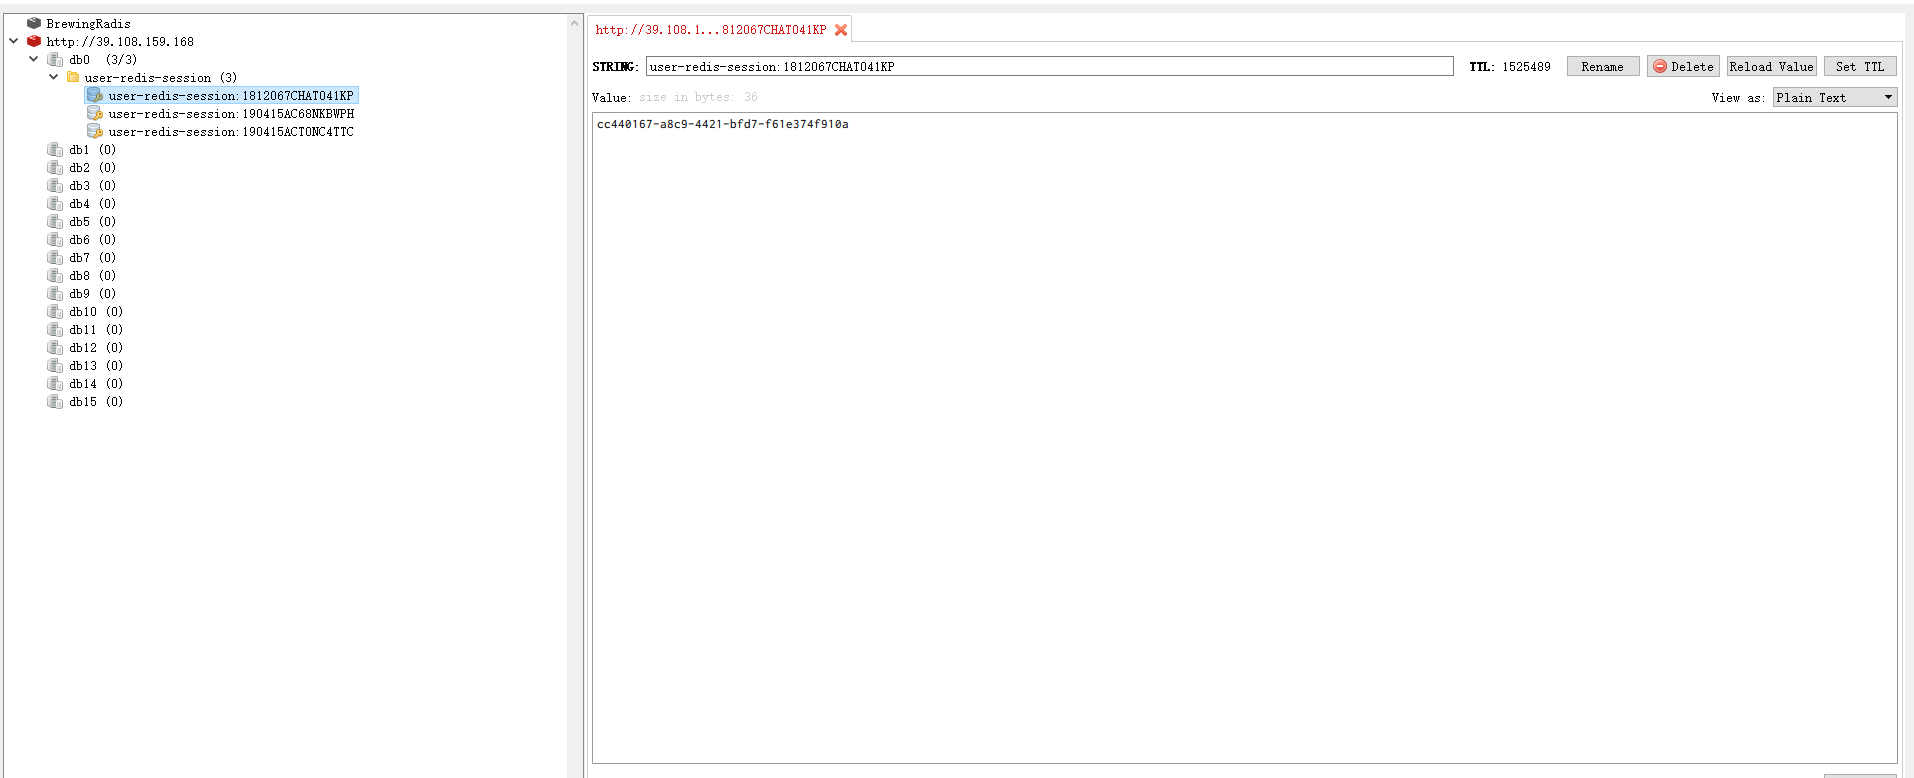 BrewingRadis
http://39.108.159.168
db0 (3/3)
user-redis-session (3)
user-redis-session:1812067CHAT041KP
user-redis-session:190415AC68NKBWPH
user-redis-session:190415ACT0NC4TTC
db1 (0)
db2 (0)
db3 (0)
db4 (0)
db5 (0)
db6 (0)
db7 (0)
db8 (0)
db9 (0)
db10 (0)
db11 (0)
db12 (0)
db13 (0)
db14 (0)
db15 (0)
http://39.108.1...812067CHAT041KP
STRING: user-redis-session:1812067CHAT041KP TTL: 1525489 Rename Delete Reload Value Set TTL
Value: size in bytes: 36 View as: Plain Text
cc440167-a8c9-4421-bfd7-f61e374f910a